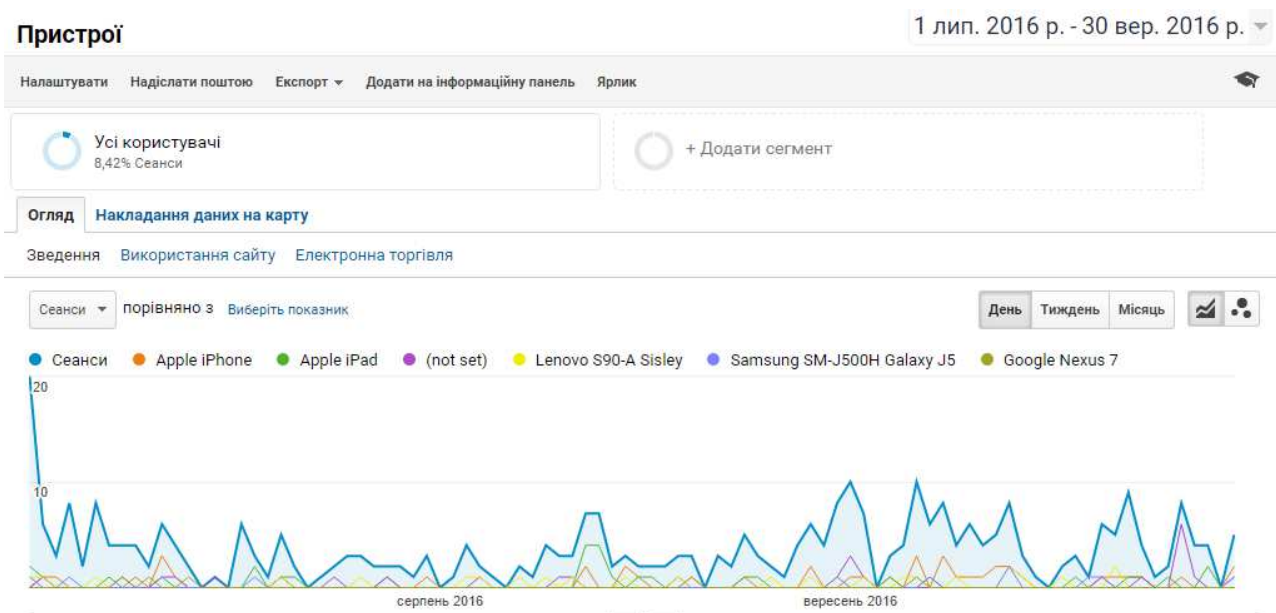 Пристрої
1 лип. 2016 р. - 30 вер. 2016 р.
Налаштувати Надіслати поштою Експорт Додати на інформаційну панель Ярлик
Усі користувачі
8,42% Сеанси
+ Додати сегмент
Огляд Накладання даних на карту
Зведення Використання сайту Електронна торгівля
Сеанси порівняно з Виберіть показник День Тиждень Місяць
Сеанси Apple iPhone Apple iPad (not set) Lenovo S90-A Sisley Samsung SM-J500H Galaxy J5 Google Nexus 7
20
10
серпень 2016 вересень 2016